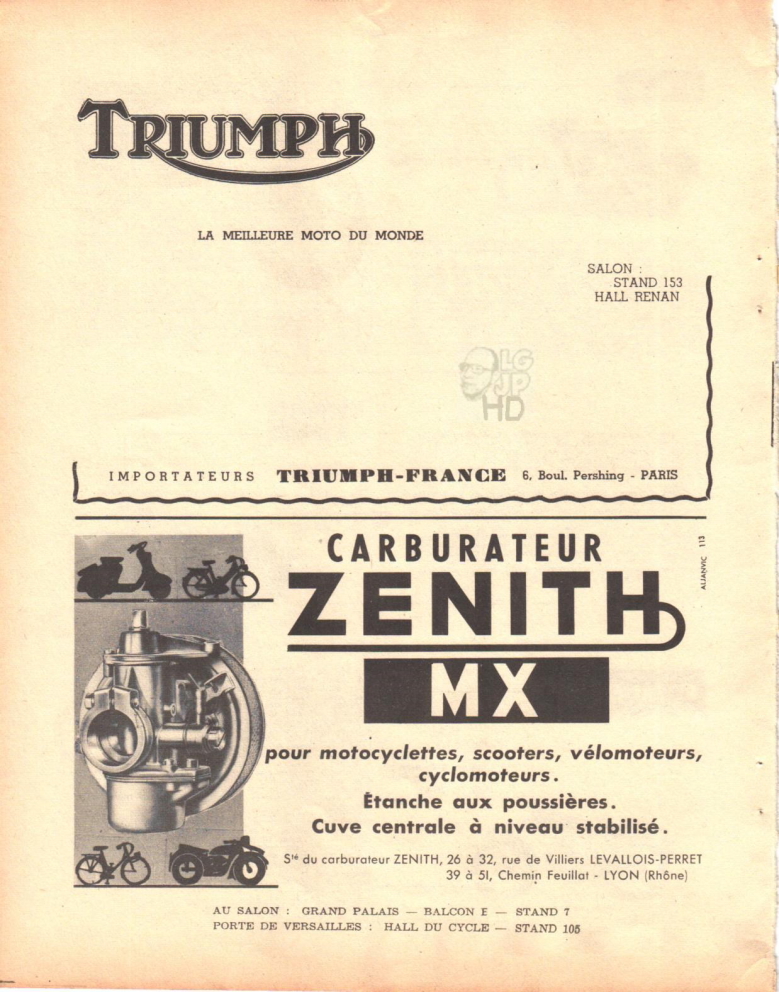 TRIUMPH
LA MEILLEURE MOTO DU MONDE
SALON :
STAND 153
HALL RENAN
LG
JP
HD
IMPORTATEURS TRIUMPH-FRANCE 6, Boul. Pershing - PARIS
ALJANVIC 113
CARBURATEUR
ZENITH
MX
pour motocyclettes, scooters, vélomoteurs,
cyclomoteurs.
Étanche aux poussières.
Cuve centrale à niveau stabilisé.
Sté du carburateur ZENITH, 26 à 32, rue de Villiers LEVALLOIS-PERRET
39 à 51, Chemin Feuillat - LYON (Rhône)
AU SALON : GRAND PALAIS — BALCON E — STAND 7
PORTE DE VERSAILLES : HALL DU CYCLE — STAND 105